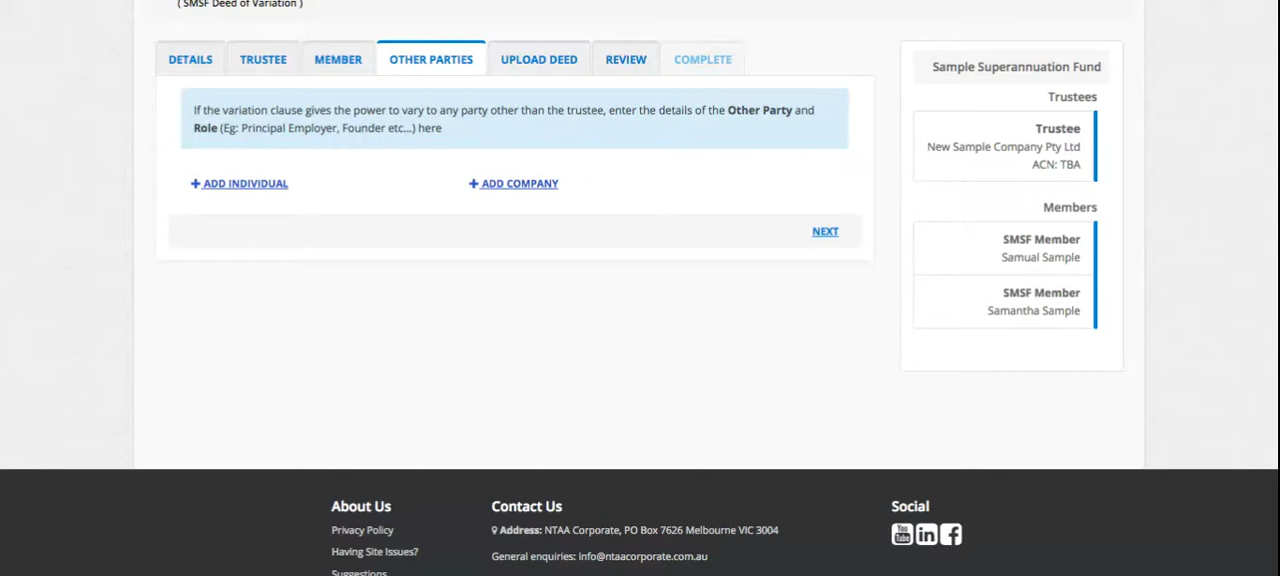 ( SMSF Deed of Variation )
DETAILS TRUSTEE MEMBER OTHER PARTIES UPLOAD DEED REVIEW COMPLETE
If the variation clause gives the power to vary to any party other than the trustee, enter the details of the Other Party and
Role (Eg: Principal Employer, Founder etc...) here
+ ADD INDIVIDUAL + ADD COMPANY
NEXT
Sample Superannuation Fund
Trustees
Trustee
New Sample Company Pty Ltd
ACN: TBA
Members
SMSF Member
Samual Sample
SMSF Member
Samantha Sample
About Us
Privacy Policy
Having Site Issues?
Suggestions
Contact Us
Address: NTAA Corporate, PO Box 7626 Melbourne VIC 3004
General enquiries: info@ntaacorporate.com.au
Social
You Tube in f